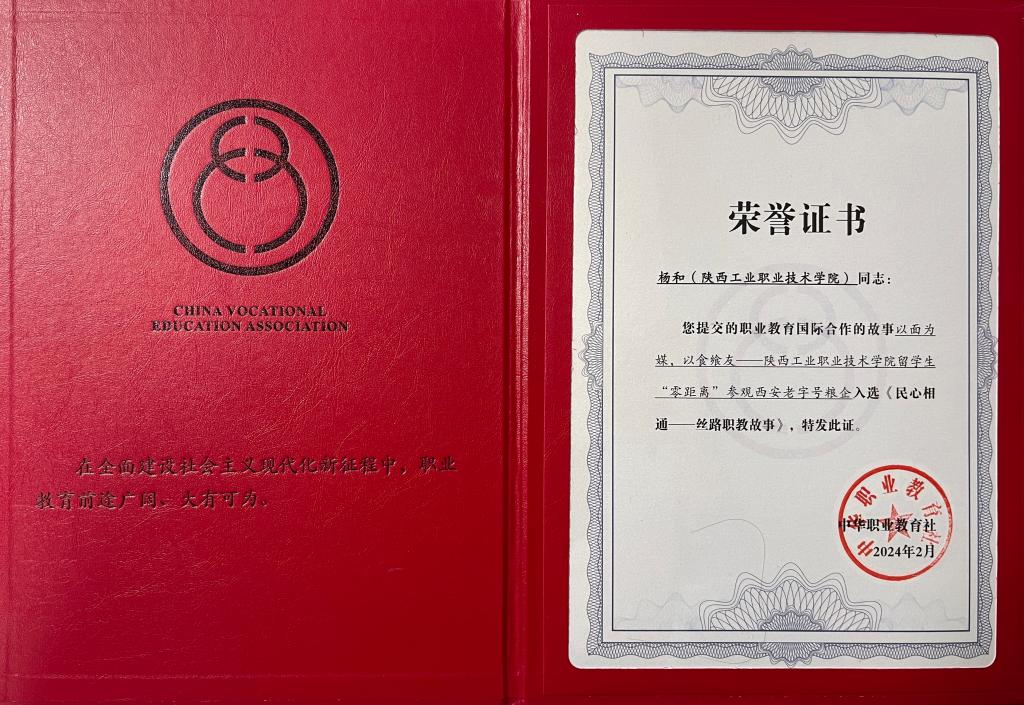 CHINA VOCATIONAL
EDUCATION ASSOCIATION
在全面建设社会主义现代化新征程中，职业
教育前途广阔、大有可为。
荣誉证书
杨和（陕西工业职业技术学院）同志：
您提交的职业教育国际合作的故事以面为
媒，以食飨友——陕西工业职业技术学院留学生
“零距离”参观西安老字号粮企入选《民心相
通——丝路职教故事》，特发此证。
中华职业教育社
中华职业教育社
2024年2月